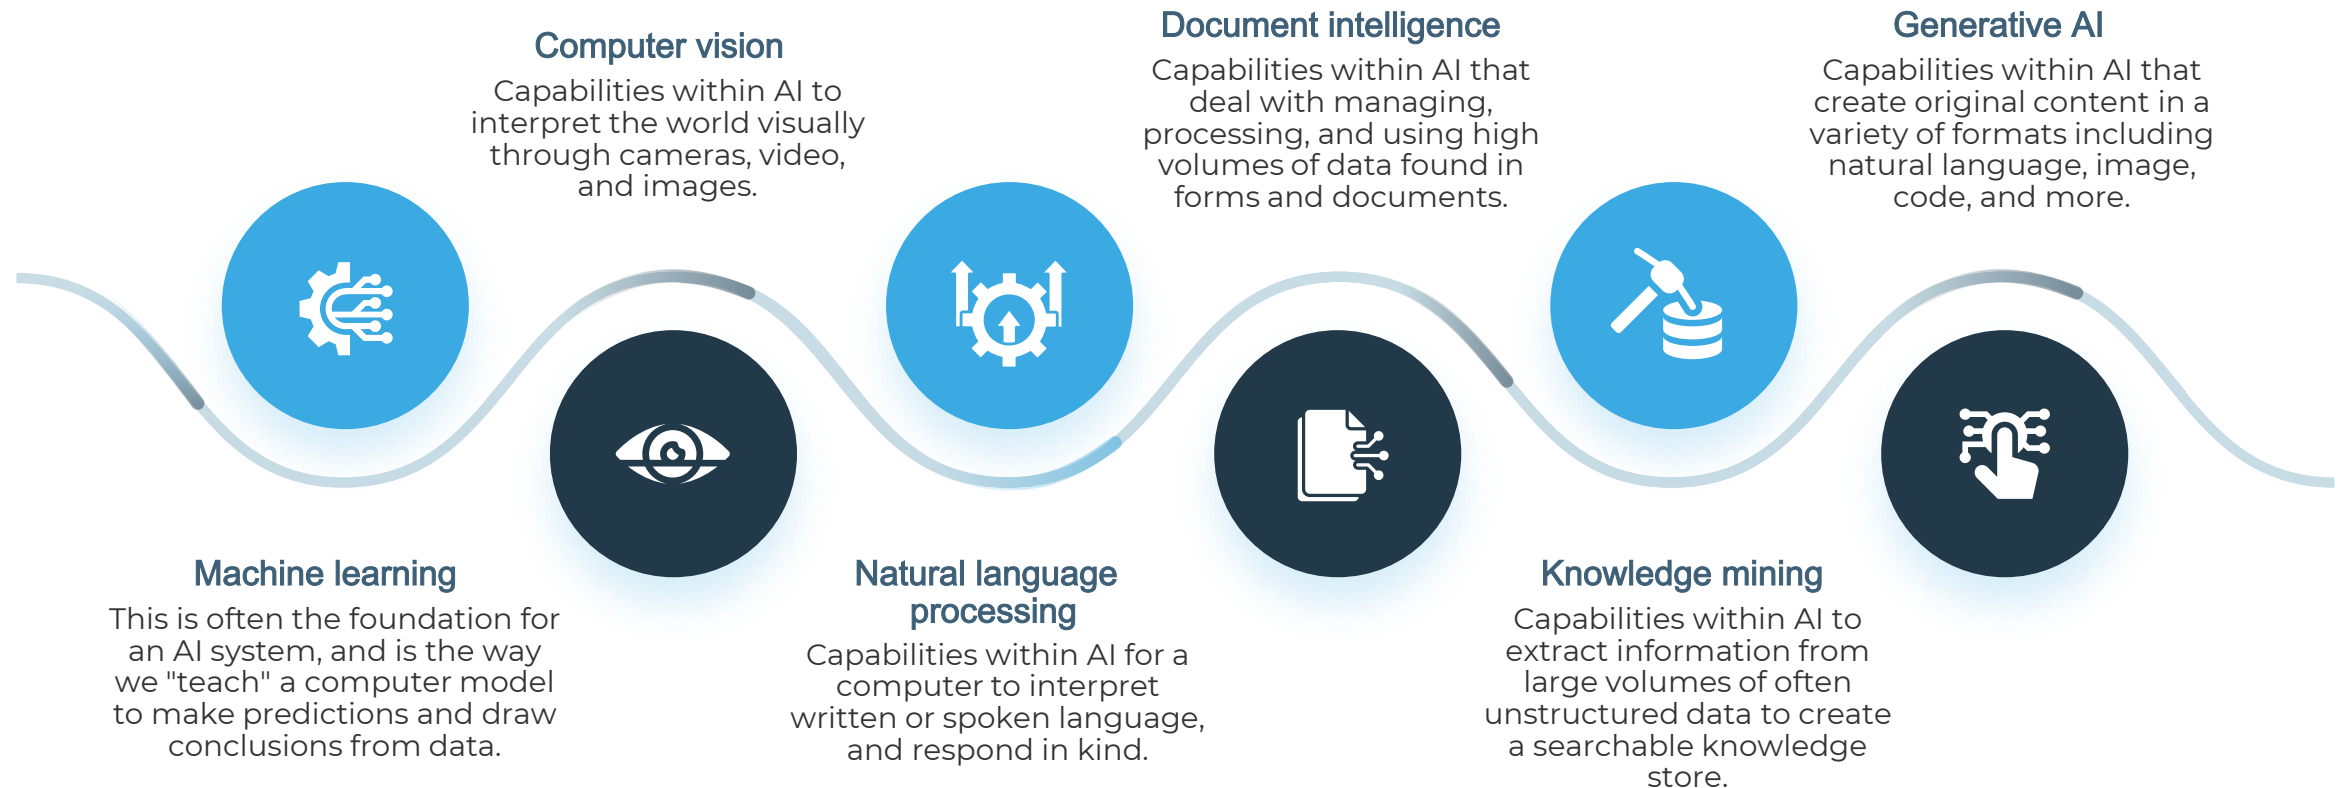 Machine learning
This is often the foundation for
an AI system, and is the way
we "teach" a computer model
to make predictions and draw
conclusions from data.
Computer vision
Capabilities within AI to
interpret the world visually
through cameras, video,
and images.
Natural language
processing
Capabilities within AI for a
computer to interpret
written or spoken language,
and respond in kind.
Document intelligence
Capabilities within AI that
deal with managing,
processing, and using high
volumes of data found in
forms and documents.
Knowledge mining
Capabilities within AI to
extract information from
large volumes of often
unstructured data to create
a searchable knowledge
store.
Generative AI
Capabilities within AI that
create original content in a
variety of formats including
natural language, image,
code, and more.